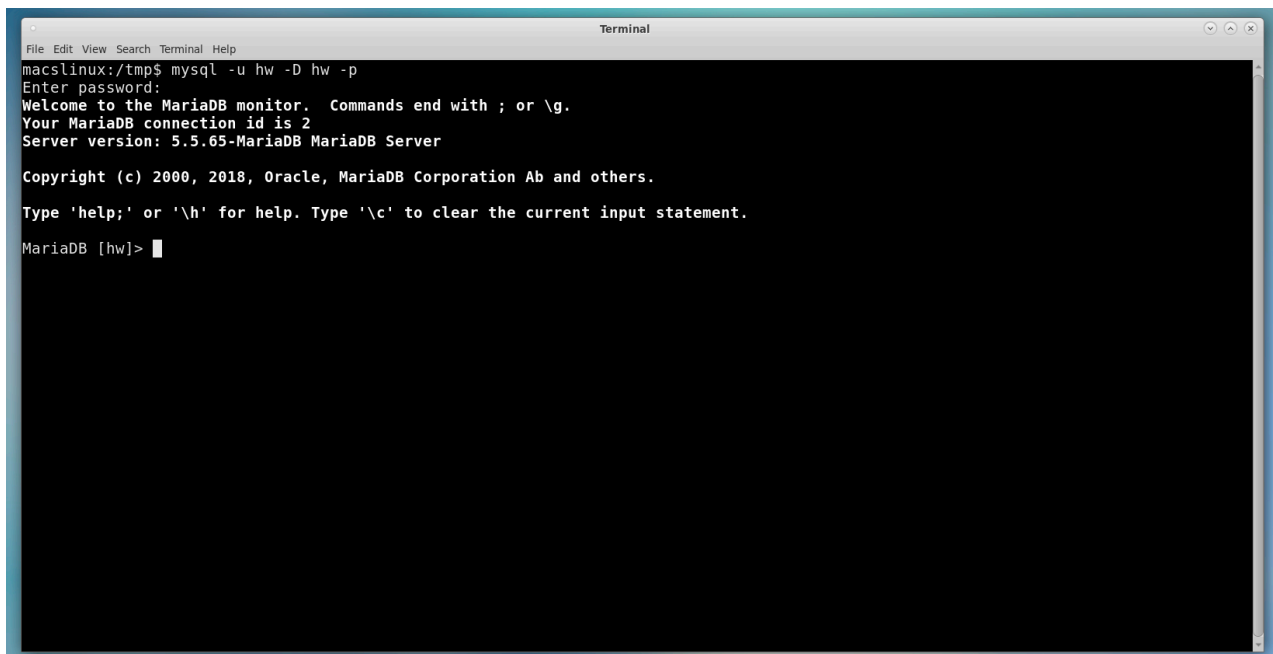 Terminal
File Edit View Search Terminal Help
macslinux:/tmp$ mysql -u hw -D hw -p
Enter password:
Welcome to the MariaDB monitor.  Commands end with ; or \g.
Your MariaDB connection id is 2
Server version: 5.5.65-MariaDB MariaDB Server
Copyright (c) 2000, 2018, Oracle, MariaDB Corporation Ab and others.
Type 'help;' or '\h' for help. Type '\c' to clear the current input statement.
MariaDB [hw]>